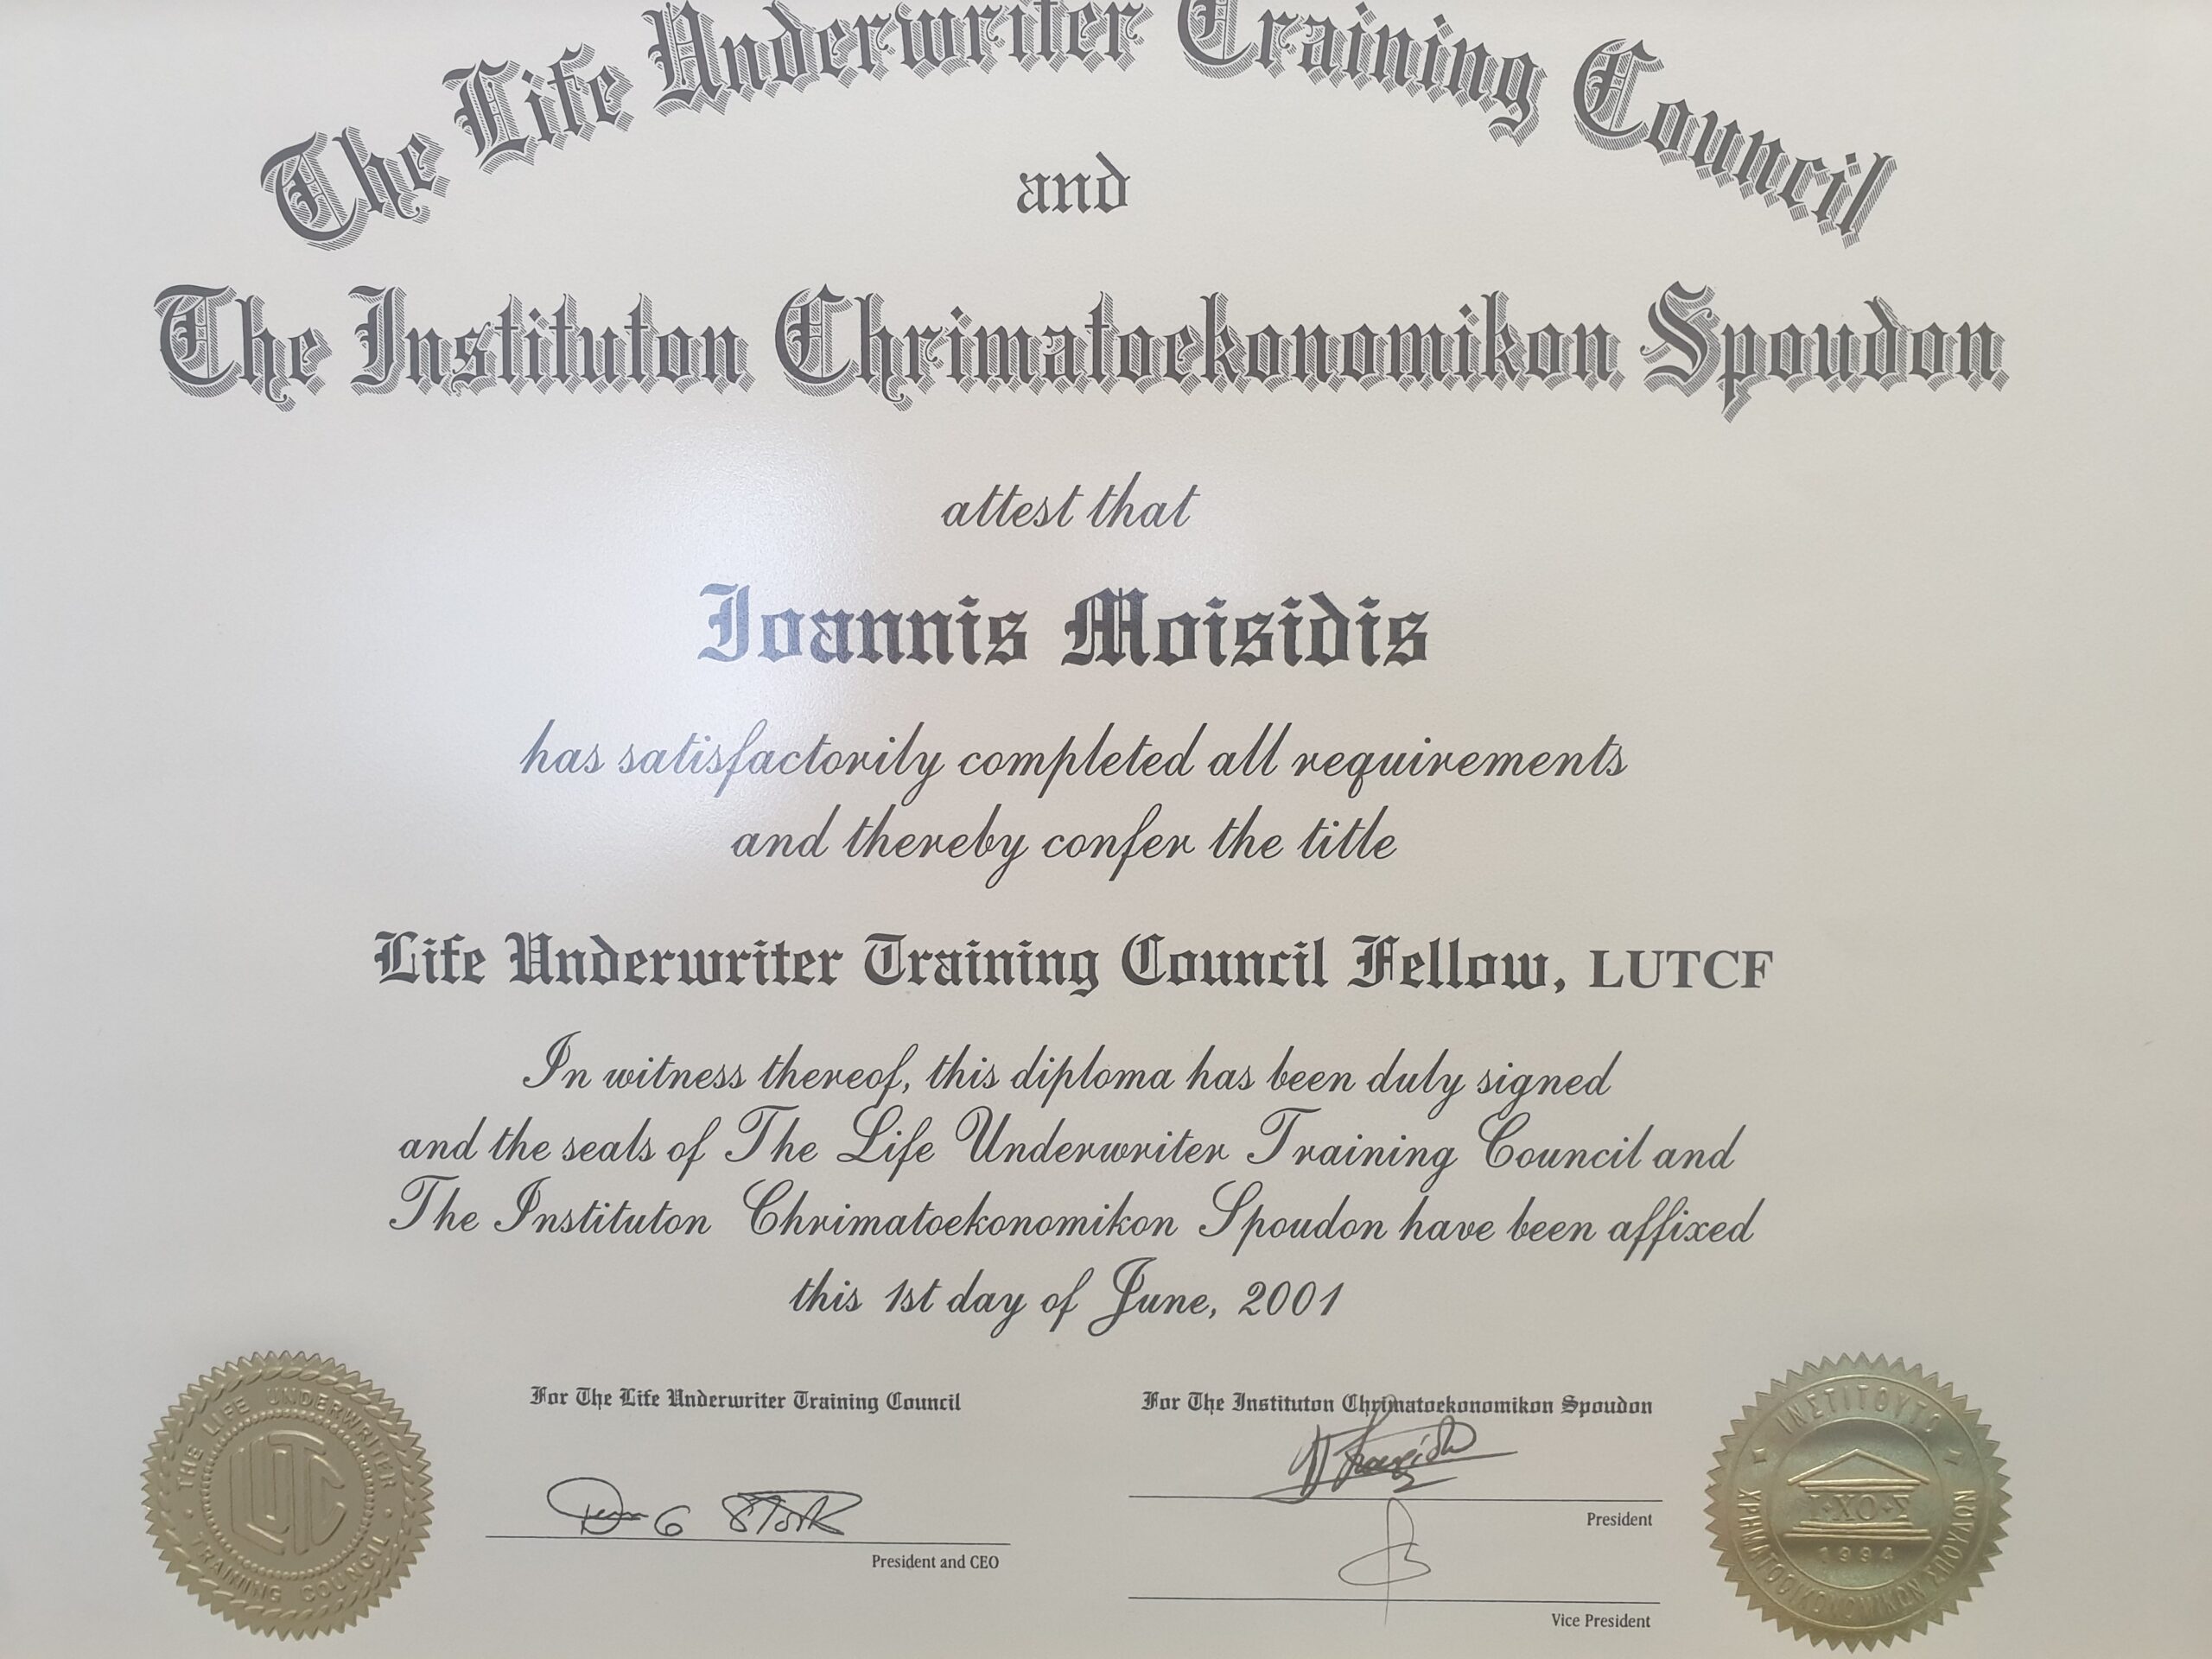 The Life Underwriter Training Council
and
The Instituton Chrimatoekonomikon Spoudon
attest that
Ioannis Moisidis
has satisfactorily completed all requirements
and thereby confer the title
Life Underwriter Training Council Fellow, LUTCF
In witness thereof, this diploma has been duly signed
and the seals of The Life Underwriter Training Council and
The Instituton Chrimatoekonomikon Spoudon have been affixed
this 1st day of June, 2001
For The Life Underwriter Training Council
President and CEO
For The Instituton Chrimatoekonomikon Spoudon
President
Vice President
THE LIFE UNDERWRITER
LUTC
TRAINING COUNCIL
ΙΝΣΤΙΤΟΥΤΟ
Ι·ΧΟ·Σ
1994
ΧΡΗΜΑΤΟΟΙΚΟΝΟΜΙΚΩΝ ΣΠΟΥΔΩΝ